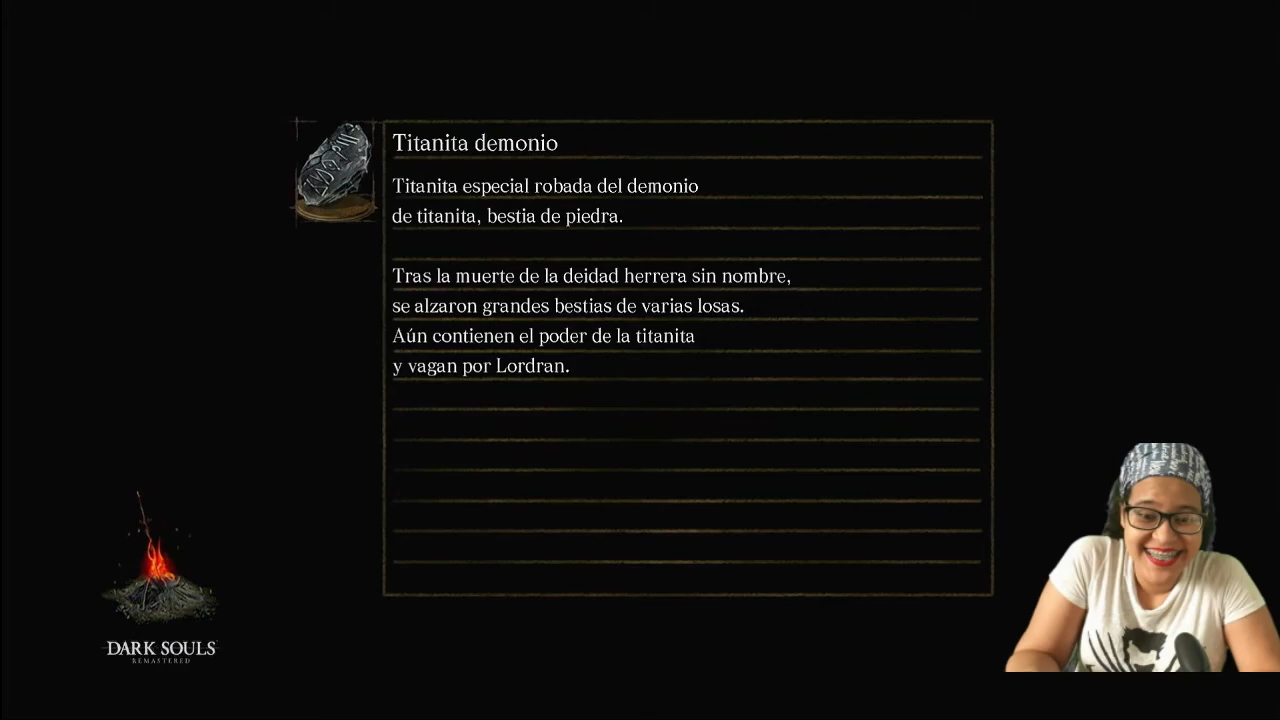 Titanita demonio
Titanita especial robada del demonio
de titanita, bestia de piedra.
Tras la muerte de la deidad herrera sin nombre,
se alzaron grandes bestias de varias losas.
Aún contienen el poder de la titanita
y vagan por Lordran.
DARK SOULS
REMASTERED